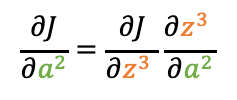 ∂J/∂a² = ∂J/∂z³ ∂z³/∂a²